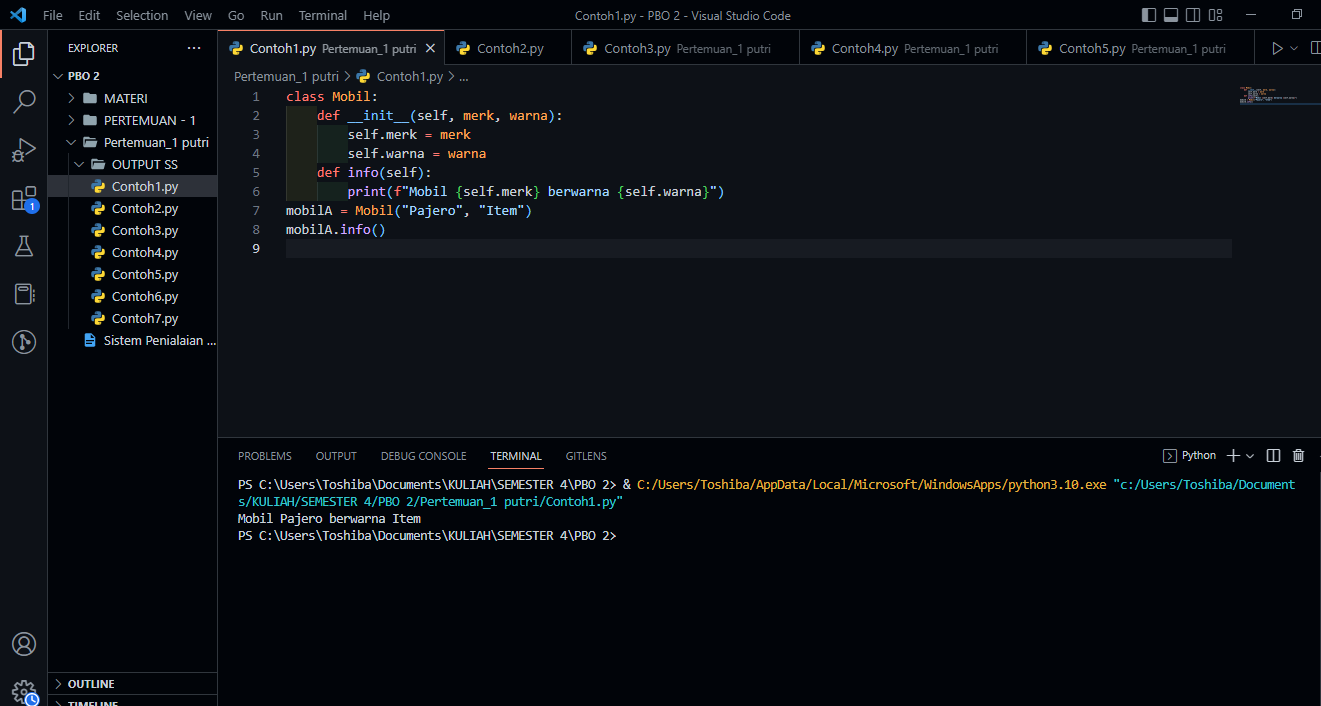 File Edit Selection View Go Run Terminal Help
Contoh1.py - PBO 2 - Visual Studio Code
EXPLORER
PBO 2
MATERI
PERTEMUAN - 1
Pertemuan_1 putri
OUTPUT SS
Contoh1.py
Contoh2.py
Contoh3.py
Contoh4.py
Contoh5.py
Contoh6.py
Contoh7.py
Sistem Penialaian ...
1
OUTLINE
TIMELINE
Contoh1.py Pertemuan_1 putri
Contoh2.py
Contoh3.py Pertemuan_1 putri
Contoh4.py Pertemuan_1 putri
Contoh5.py Pertemuan_1 putri
Pertemuan_1 putri > Contoh1.py > ...
1 class Mobil:
2     def __init__(self, merk, warna):
3         self.merk = merk
4         self.warna = warna
5     def info(self):
6         print(f"Mobil {self.merk} berwarna {self.warna}")
7 mobilA = Mobil("Pajero", "Item")
8 mobilA.info()
9
PROBLEMS OUTPUT DEBUG CONSOLE TERMINAL GITLENS
Python
PS C:\Users\Toshiba\Documents\KULIAH\SEMESTER 4\PBO 2> & C:/Users/Toshiba/AppData/Local/Microsoft/WindowsApps/python3.10.exe "c:/Users/Toshiba/Document
s/KULIAH/SEMESTER 4/PBO 2/Pertemuan_1 putri/Contoh1.py"
Mobil Pajero berwarna Item
PS C:\Users\Toshiba\Documents\KULIAH\SEMESTER 4\PBO 2>